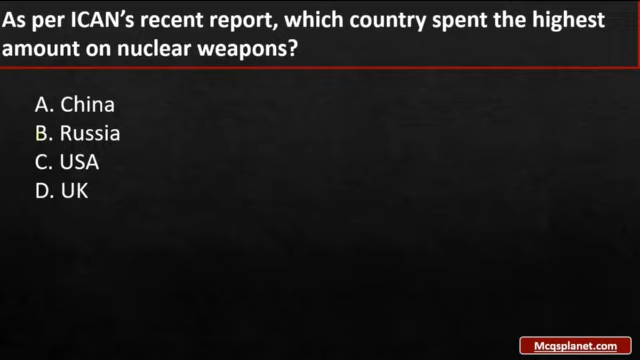 As per ICAN's recent report, which country spent the highest
amount on nuclear weapons?
A. China
B. Russia
C. USA
D. UK
Mcqsplanet.com